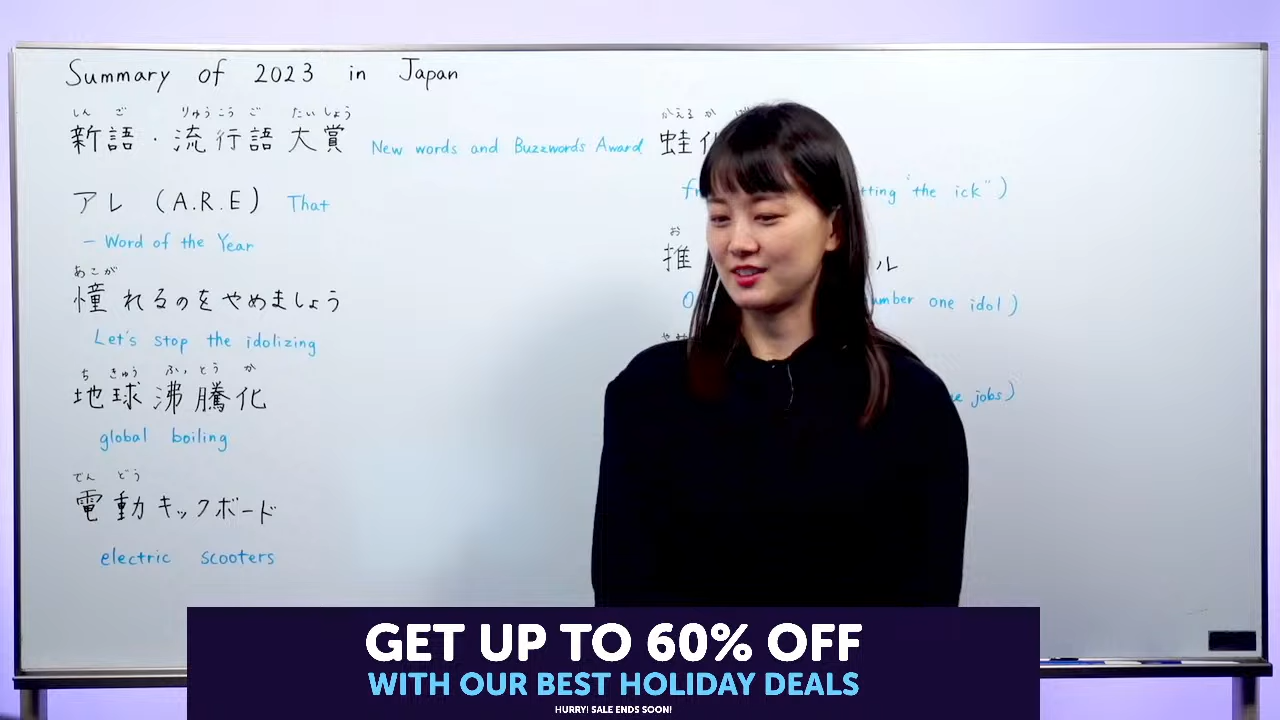 Summary of 2023 in Japan
しん ご りゅう こう ご たい しょう
新語・流行語大賞 New words and Buzzwords Award
アレ (A.R.E) That
– Word of the Year
あこが
憧れるのをやめましょう
Let's stop the idolizing
ち きゅう ふっ とう か
地球沸騰化
global boiling
でん どう
電動キックボード
electric scooters
かえる か
蛙
"the ick")
お
推 ル
one idol)
jobs)
GET UP TO 60% OFF
WITH OUR BEST HOLIDAY DEALS
HURRY! SALE ENDS SOON!